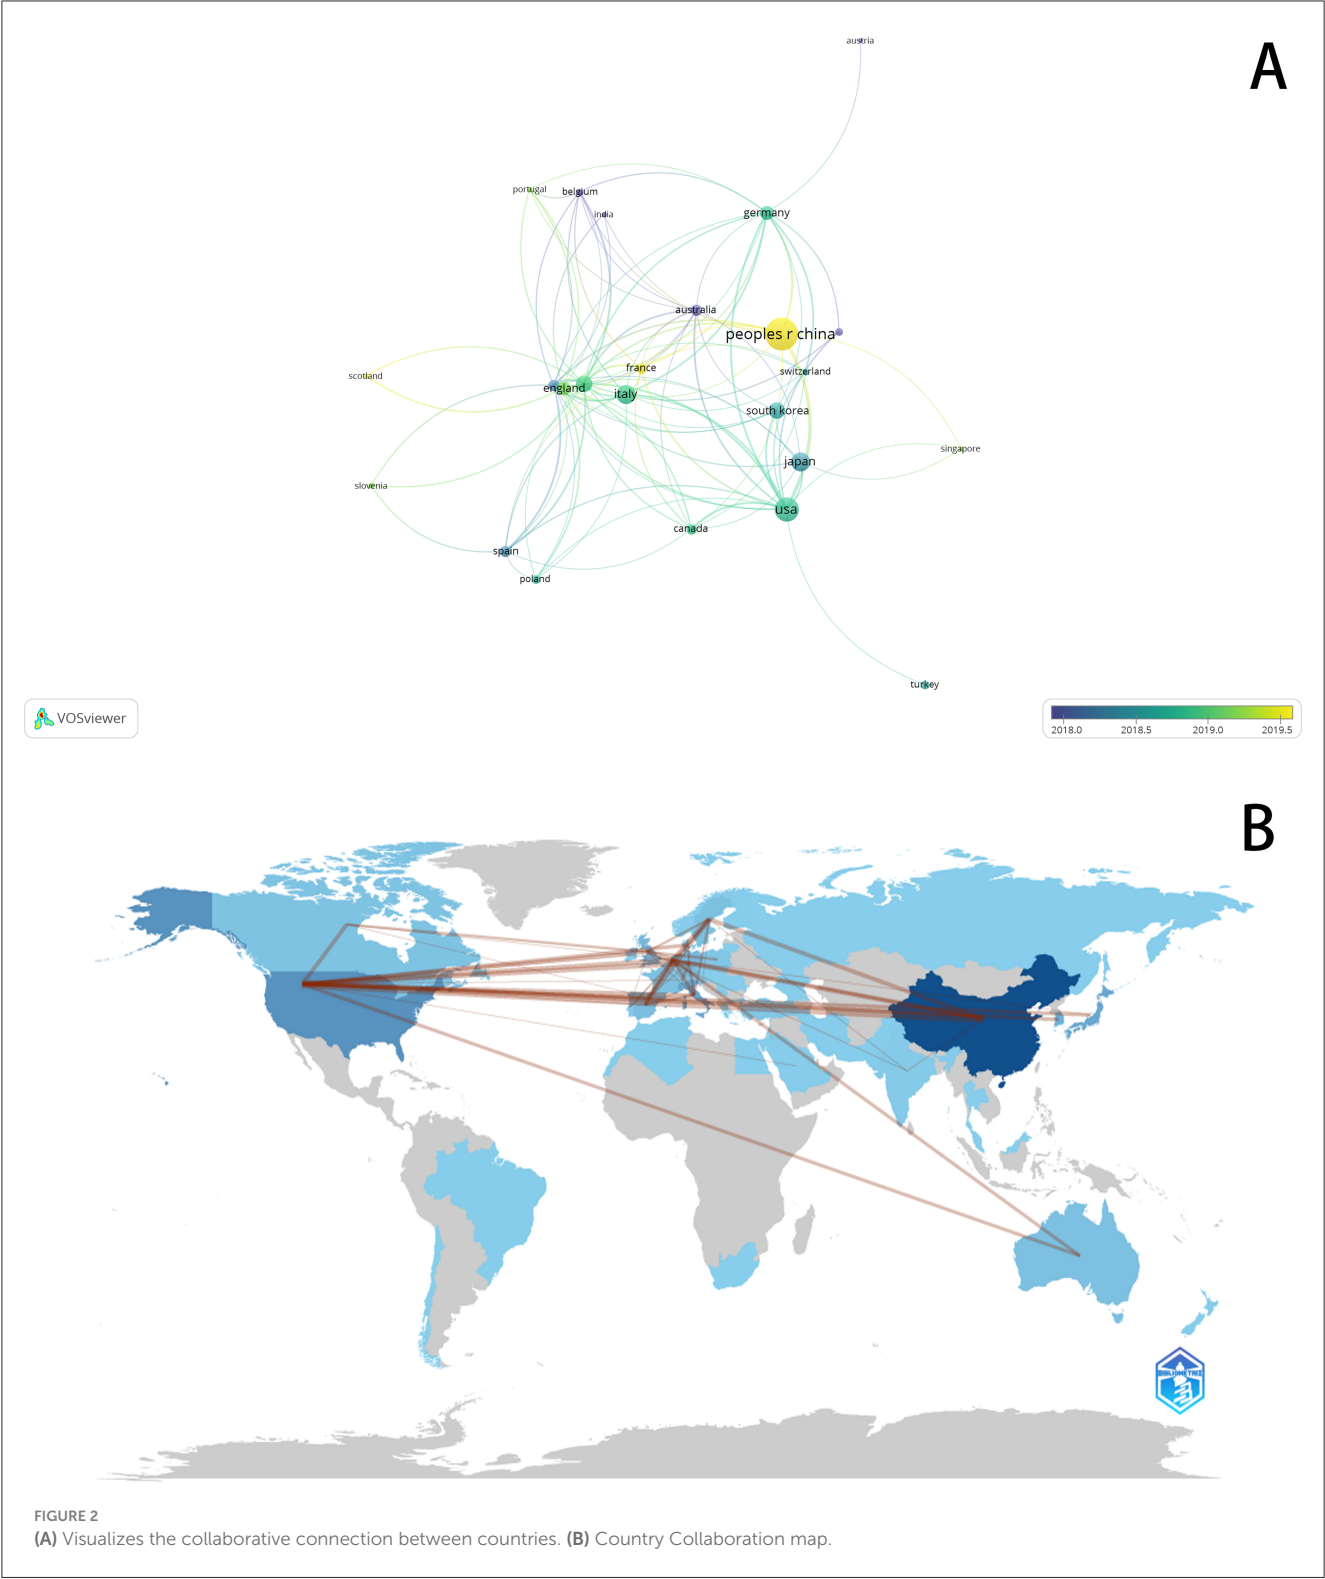 A
austria
portugal
belgium
india
germany
australia
peoples r china
france
switzerland
scotland
england
italy
south korea
singapore
japan
slovenia
usa
canada
spain
poland
turkey
VOSviewer
2018.0 2018.5 2019.0 2019.5
B
BIBLIOMETRIX
FIGURE 2
(A) Visualizes the collaborative connection between countries. (B) Country Collaboration map.